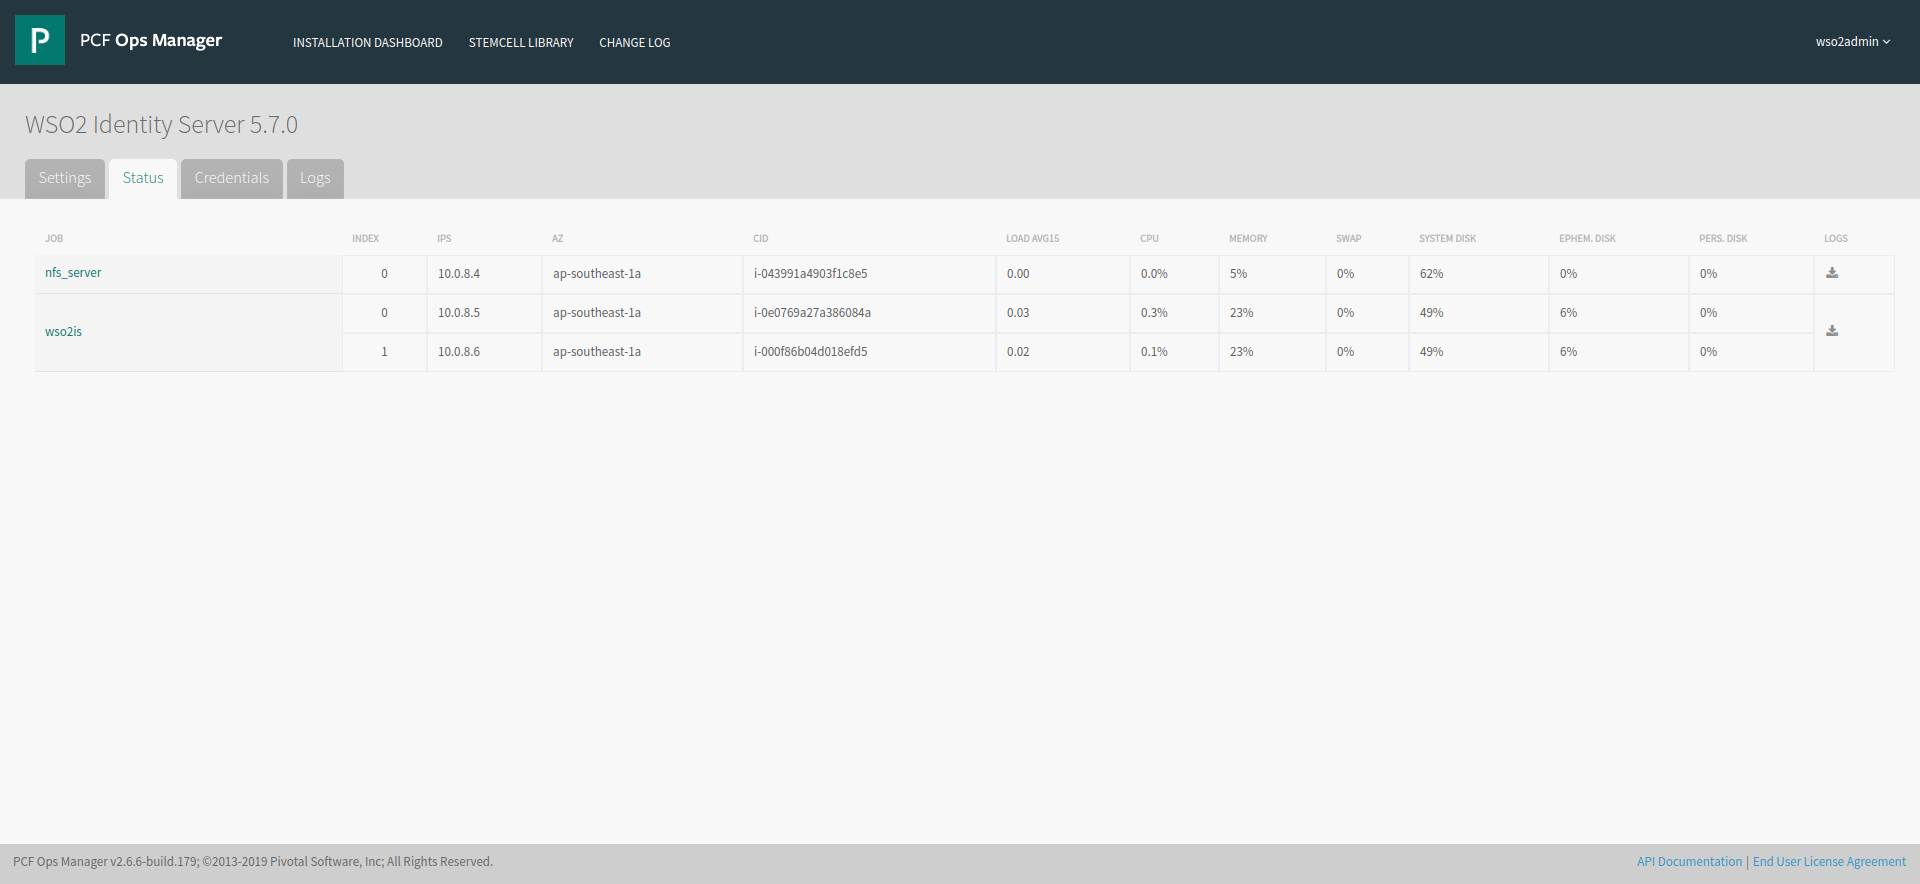 P PCF Ops Manager INSTALLATION DASHBOARD STEMCELL LIBRARY CHANGE LOG wso2admin
WSO2 Identity Server 5.7.0
Settings Status Credentials Logs
JOB INDEX IPS AZ CID LOAD AVG15 CPU MEMORY SWAP SYSTEM DISK EPHEM. DISK PERS. DISK LOGS
nfs_server 0 10.0.8.4 ap-southeast-1a i-043991a4903f1c8e5 0.00 0.0% 5% 0% 62% 0% 0%
wso2is 0 10.0.8.5 ap-southeast-1a i-0e0769a27a386084a 0.03 0.3% 23% 0% 49% 6% 0%
1 10.0.8.6 ap-southeast-1a i-000f86b04d018efd5 0.02 0.1% 23% 0% 49% 6% 0%
PCF Ops Manager v2.6.6-build.179; ©2013-2019 Pivotal Software, Inc; All Rights Reserved. API Documentation | End User License Agreement